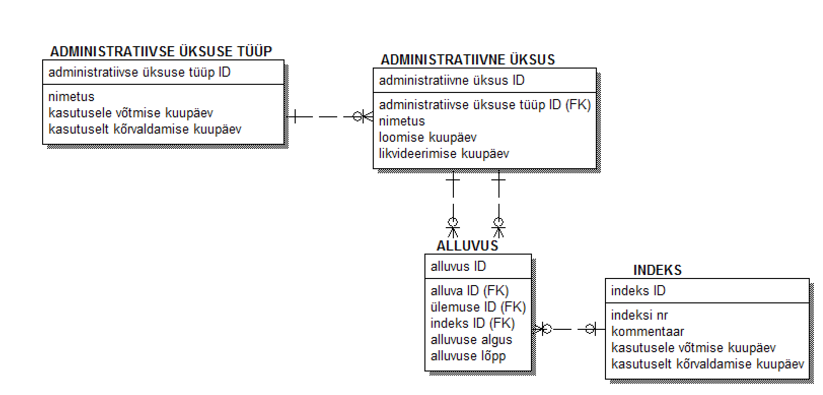 ADMINISTRATIIVSE ÜKSUSE TÜÜP
administratiivse üksuse tüüp ID
nimetus
kasutusele võtmise kuupäev
kasutuselt kõrvaldamise kuupäev
ADMINISTRATIIVNE ÜKSUS
administratiivne üksus ID
administratiivse üksuse tüüp ID (FK)
nimetus
loomise kuupäev
likvideerimise kuupäev
ALLUVUS
alluvus ID
alluva ID (FK)
ülemuse ID (FK)
indeks ID (FK)
alluvuse algus
alluvuse lõpp
INDEKS
indeks ID
indeksi nr
kommentaar
kasutusele võtmise kuupäev
kasutuselt kõrvaldamise kuupäev